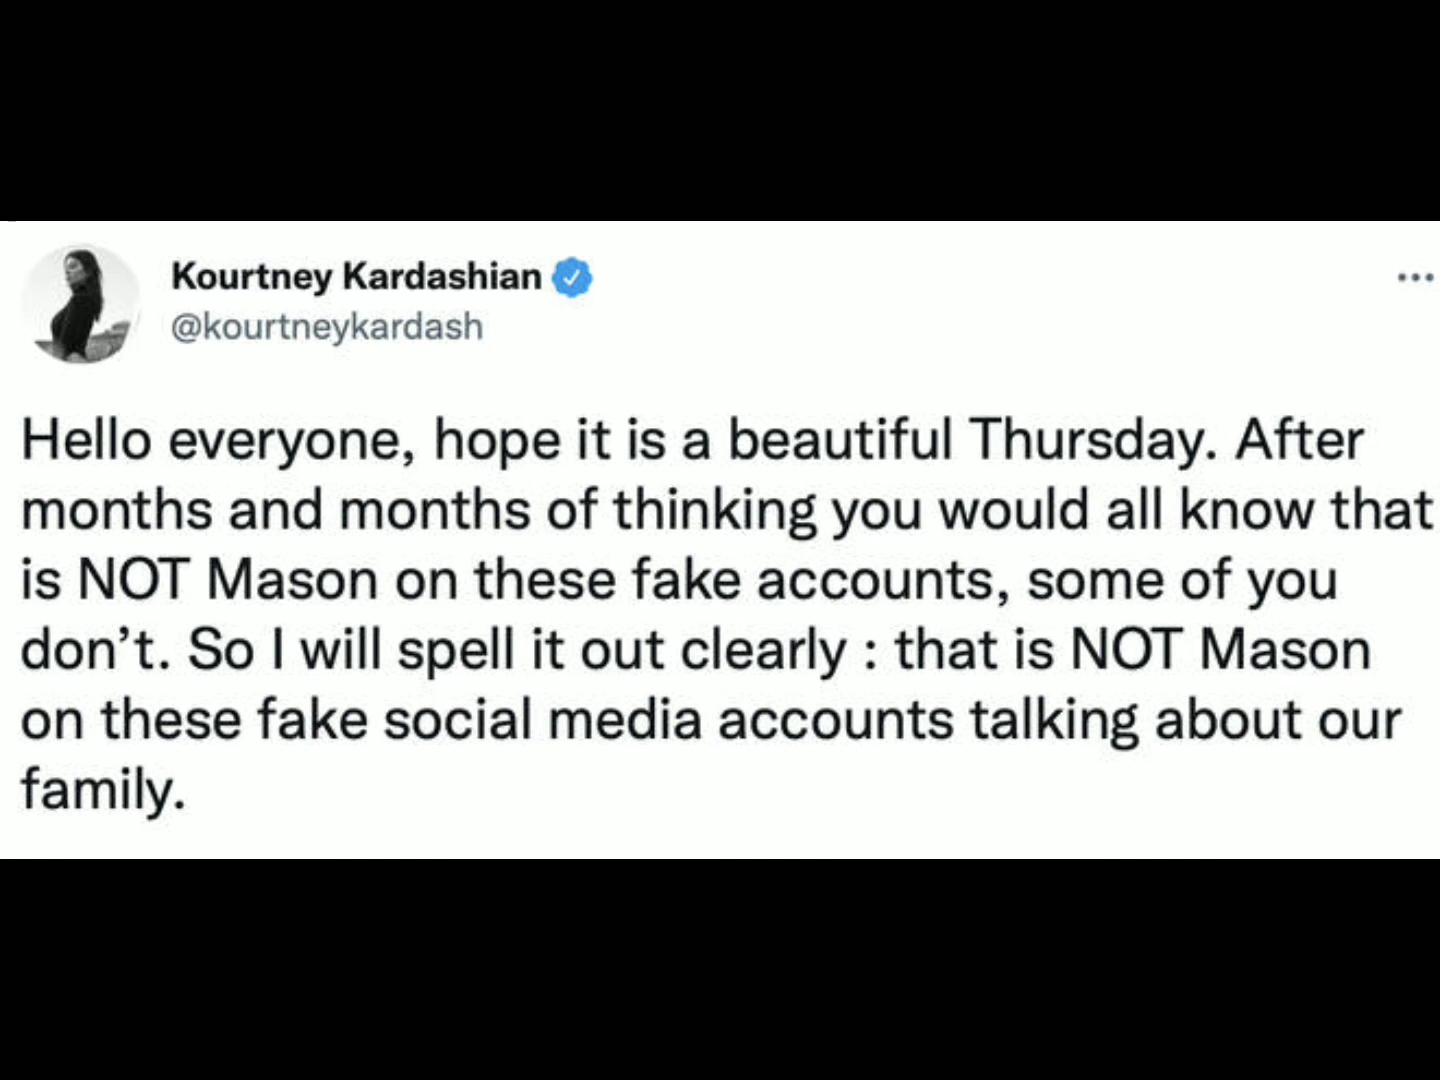 Kourtney Kardashian
@kourtneykardash
Hello everyone, hope it is a beautiful Thursday. After
months and months of thinking you would all know that
is NOT Mason on these fake accounts, some of you
don’t. So I will spell it out clearly : that is NOT Mason
on these fake social media accounts talking about our
family.